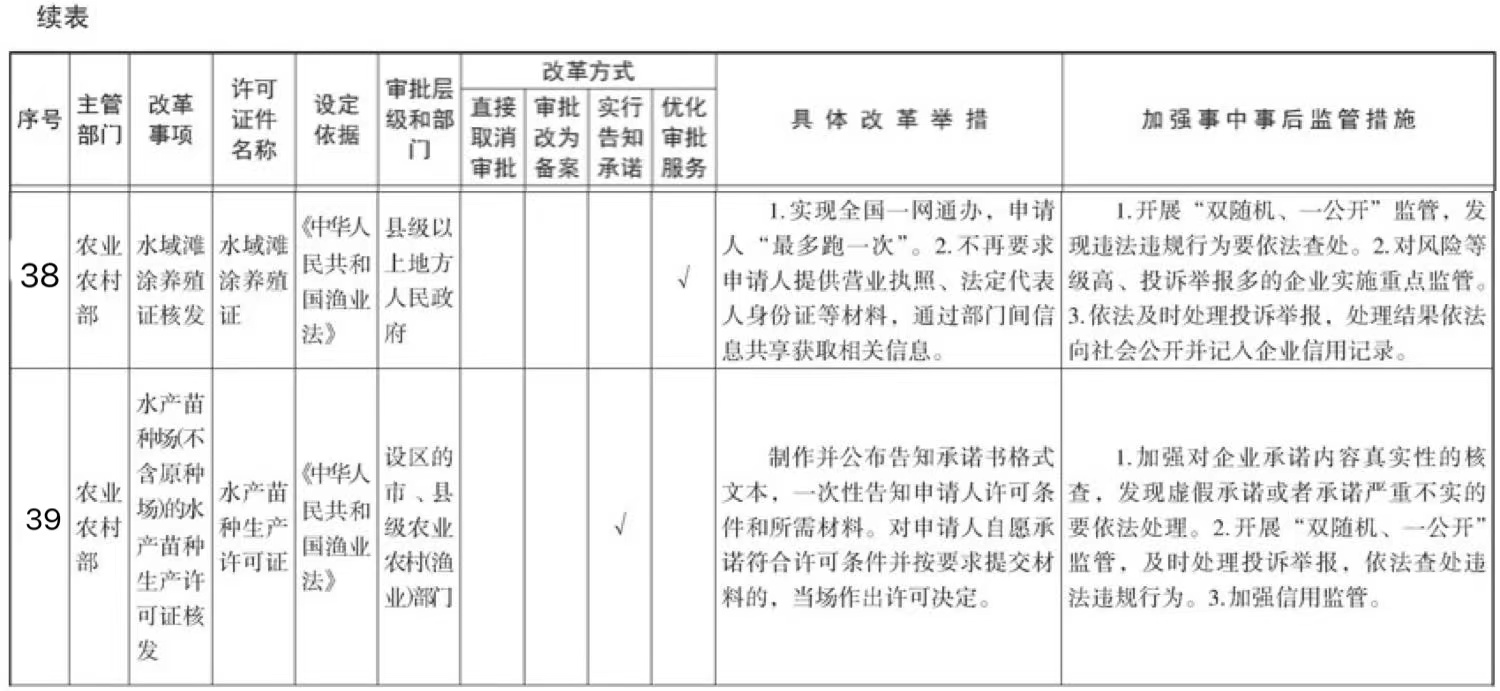 续表
序号
主管
部门
改革
事项
许可
证件
名称
设定
依据
审批层
级和部
门
改革方式
直接
取消
审批
审批
改为
备案
实行
告知
承诺
优化
审批
服务
具体改革举措
加强事中事后监管措施
38
农业
农村
部
水域滩
涂养殖
证核发
水域滩
涂养殖
证
《中华人
民共和
国渔业
法》
县级以
上地方
人民政
府
√
1.实现全国一网通办，申请
人“最多跑一次”。2.不再要求
申请人提供营业执照、法定代表
人身份证等材料，通过部门间信
息共享获取相关信息。
1.开展“双随机、一公开”监管，发
现违法违规行为要依法查处。2.对风险等
级高、投诉举报多的企业实施重点监管。
3.依法及时处理投诉举报，处理结果依法
向社会公开并记入企业信用记录。
39
农业
农村
部
水产苗
种场(不
含原种
场)的水
产苗种
生产许
可证核
发
水产苗
种生产
许可证
《中华人
民共和
国渔业
法》
设区的
市、县
级农业
农村(渔
业)部门
√
制作并公布告知承诺书格式
文本，一次性告知申请人许可条
件和所需材料。对申请人自愿承
诺符合许可条件并按要求提交材
料的，当场作出许可决定。
1.加强对企业承诺内容真实性的核
查，发现虚假承诺或者承诺严重不实的
要依法处理。2.开展“双随机、一公开”
监管，及时处理投诉举报，依法查处违
法违规行为。3.加强信用监管。